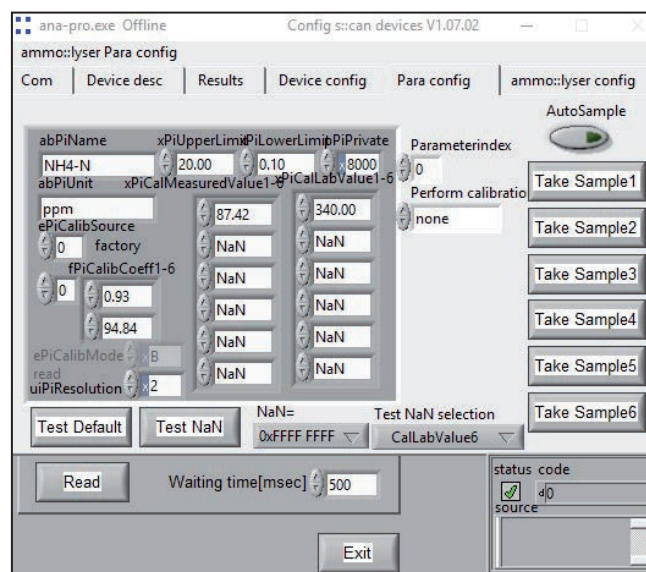 ana-pro.exe Offline Config s::can devices V1.07.02
ammo::lyser Para config
Com Device desc Results Device config Para config ammo::lyser config
AutoSample
abPiName xPiUpperLimit xPiLowerLimit pPiPrivate Parameterindex
NH4-N 20.00 0.10 x8000 0
abPiUnit xPiCalMeasuredValue1-6 xPiCalLabValue1-6 Perform calibratio Take Sample1
ppm 87.42 340.00 none
ePiCalibSource Take Sample2
0 factory NaN NaN
fPiCalibCoeff1-6 Take Sample3
0 0.93 NaN NaN
94.84 NaN NaN Take Sample4
ePiCalibMode xB NaN NaN Take Sample5
read
uiPiResolution x2 NaN NaN
Test Default Test NaN NaN= Test NaN selection Take Sample6
0xFFFF FFFF CalLabValue6
Read Waiting time[msec] 500 status code
d0
source
Exit